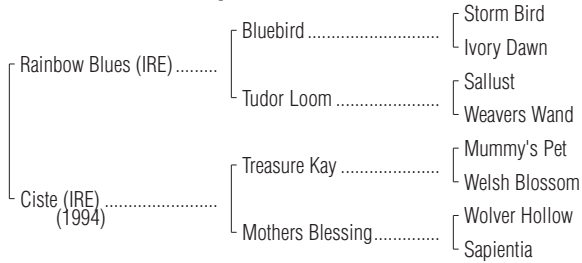 Storm Bird
Bluebird ........................
Ivory Dawn
Rainbow Blues (IRE) .........
Sallust
Tudor Loom ...................
Weavers Wand
Mummy's Pet
Treasure Kay ..................
Welsh Blossom
Ciste (IRE) ......................
(1994)
Wolver Hollow
Mothers Blessing..............
Sapientia